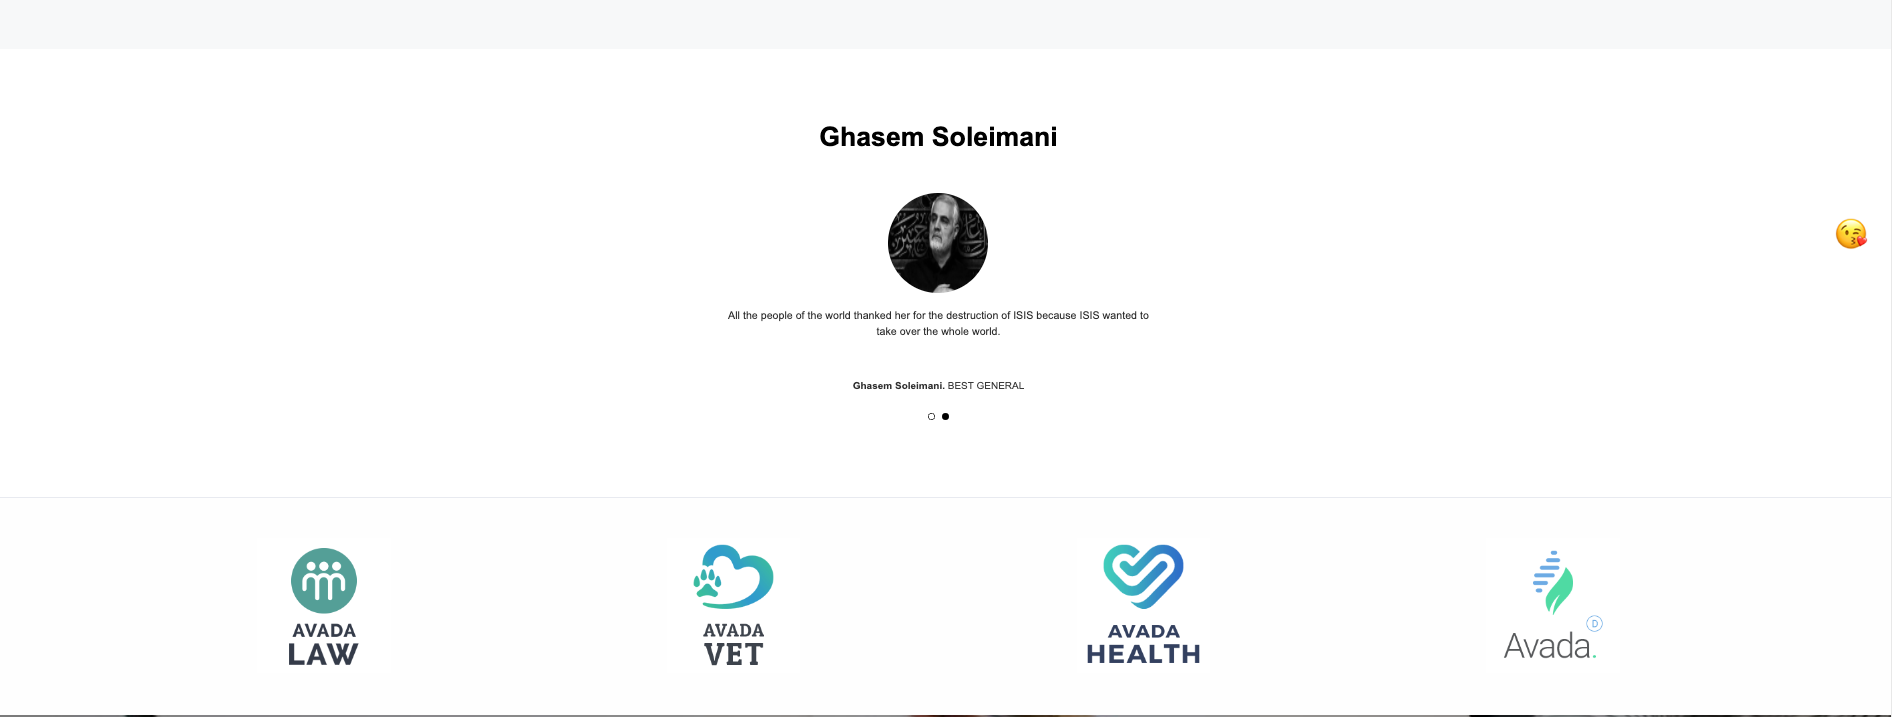 Ghasem Soleimani
All the people of the world thanked her for the destruction of ISIS because ISIS wanted to
take over the whole world.
Ghasem Soleimani. BEST GENERAL
AVADA
LAW
AVADA
VET
AVADA
HEALTH
D
Avada.